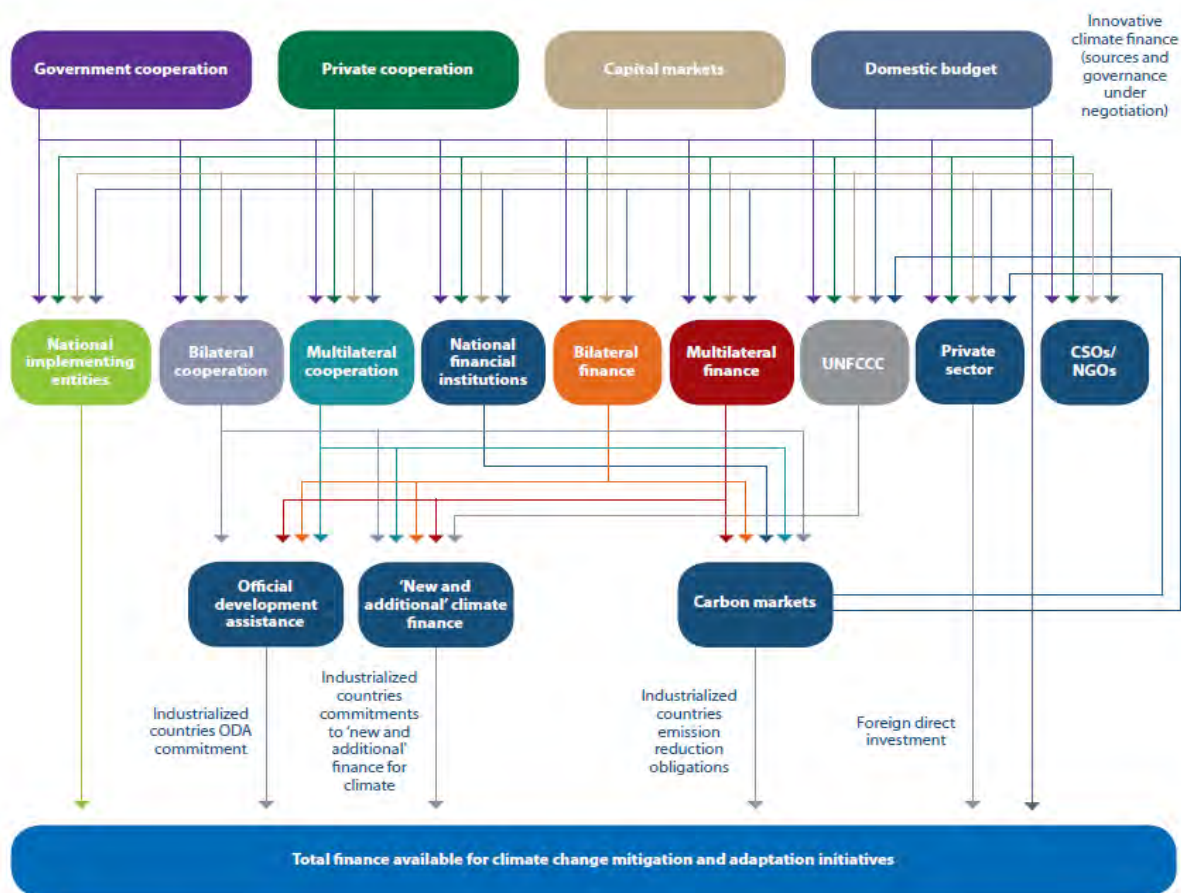 Government cooperation
Private cooperation
Capital markets
Domestic budget
Innovative
climate finance
(sources and
governance
under
negotiation)
National
implementing
entities
Bilateral
cooperation
Multilateral
cooperation
National
financial
institutions
Bilateral
finance
Multilateral
finance
UNFCCC
Private
sector
CSOs/
NGOs
Official
development
assistance
‘New and
additional’ climate
finance
Carbon markets
Industrialized
countries ODA
commitment
Industrialized
countries
commitments
to ‘new and
additional’
finance for
climate
Industrialized
countries
emission
reduction
obligations
Foreign direct
investment
Total finance available for climate change mitigation and adaptation initiatives